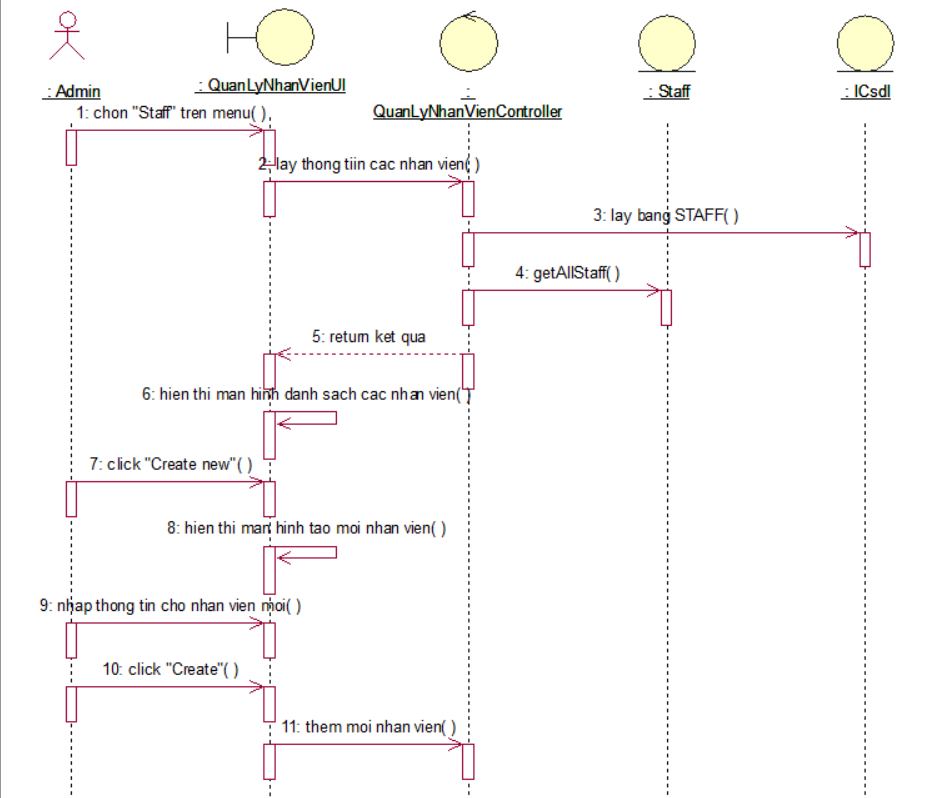 : Admin
: QuanLyNhanVienUI
:
QuanLyNhanVienController
: Staff
: ICsdl
1: chon "Staff" tren menu( )
2: lay thong tiin cac nhan vien( )
3: lay bang STAFF( )
4: getAllStaff( )
5: return ket qua
6: hien thi man hinh danh sach cac nhan vien( )
7: click "Create new"( )
8: hien thi man hinh tao moi nhan vien( )
9: nhap thong tin cho nhan vien moi( )
10: click "Create"( )
11: them moi nhan vien( )